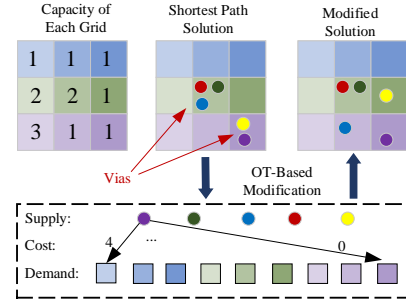 Capacity of
Each Grid
Shortest Path
Solution
Modified
Solution
1 1 1
2 2 1
3 1 1
Vias
OT-Based
Modification
Supply:
Cost: 4 ... 0
Demand: